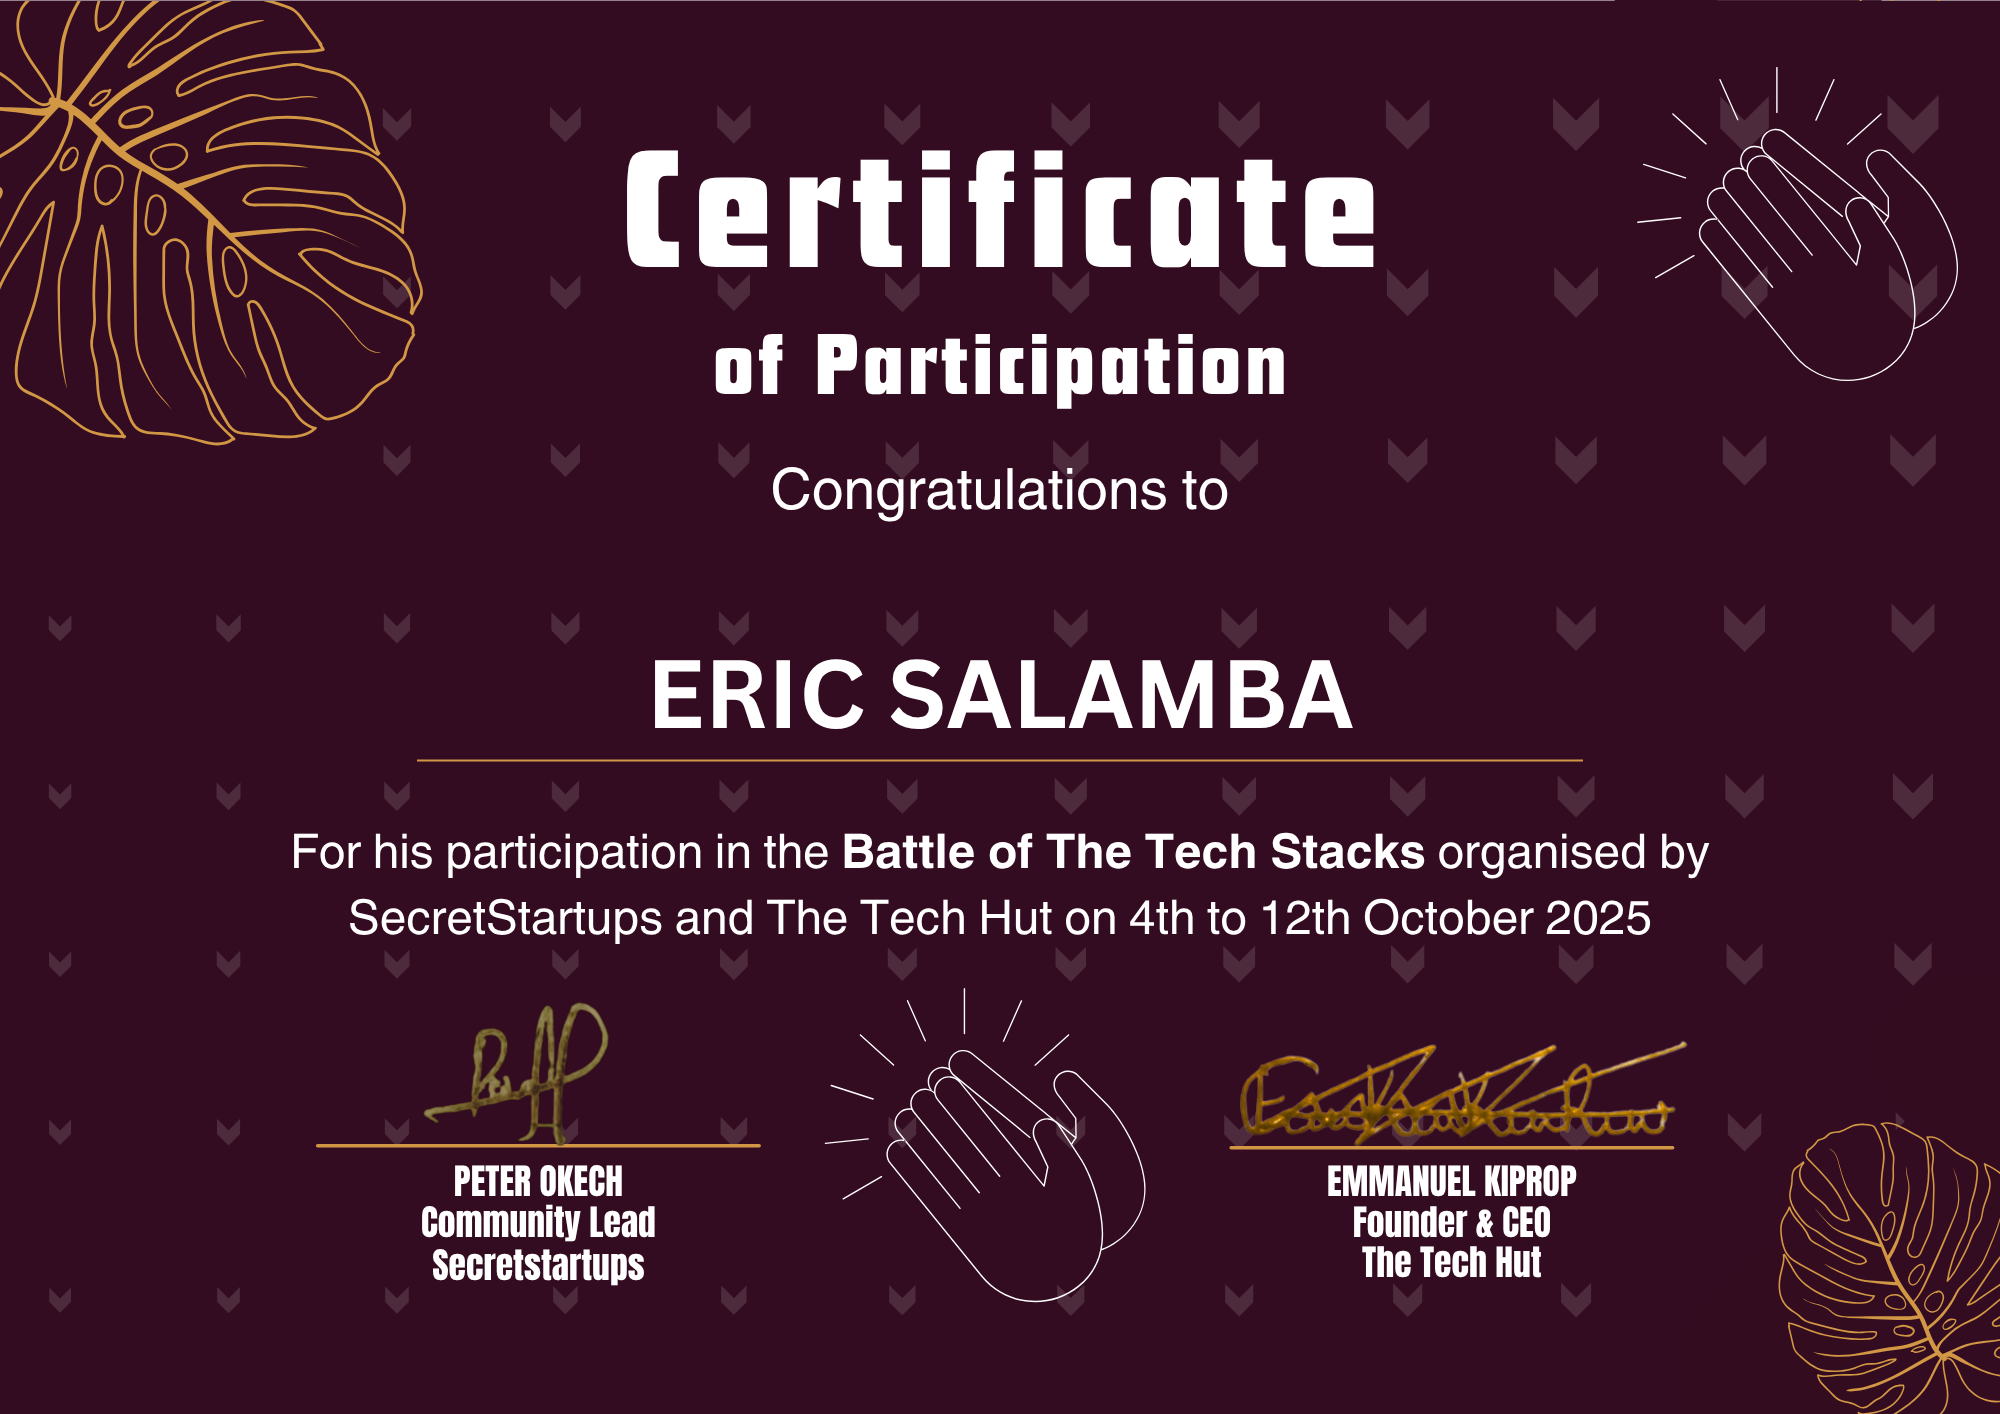 Certificate
of Participation
Congratulations to
ERIC SALAMBA
For his participation in the Battle of The Tech Stacks organised by
SecretStartups and The Tech Hut on 4th to 12th October 2025
PETER OKECH
Community Lead
Secretstartups
EMMANUEL KIPROP
Founder & CEO
The Tech Hut